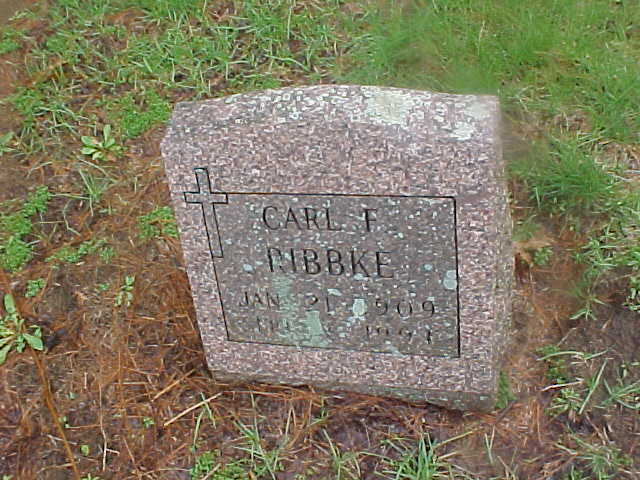 CARL F.
RIBBKE
JAN. 21 1909